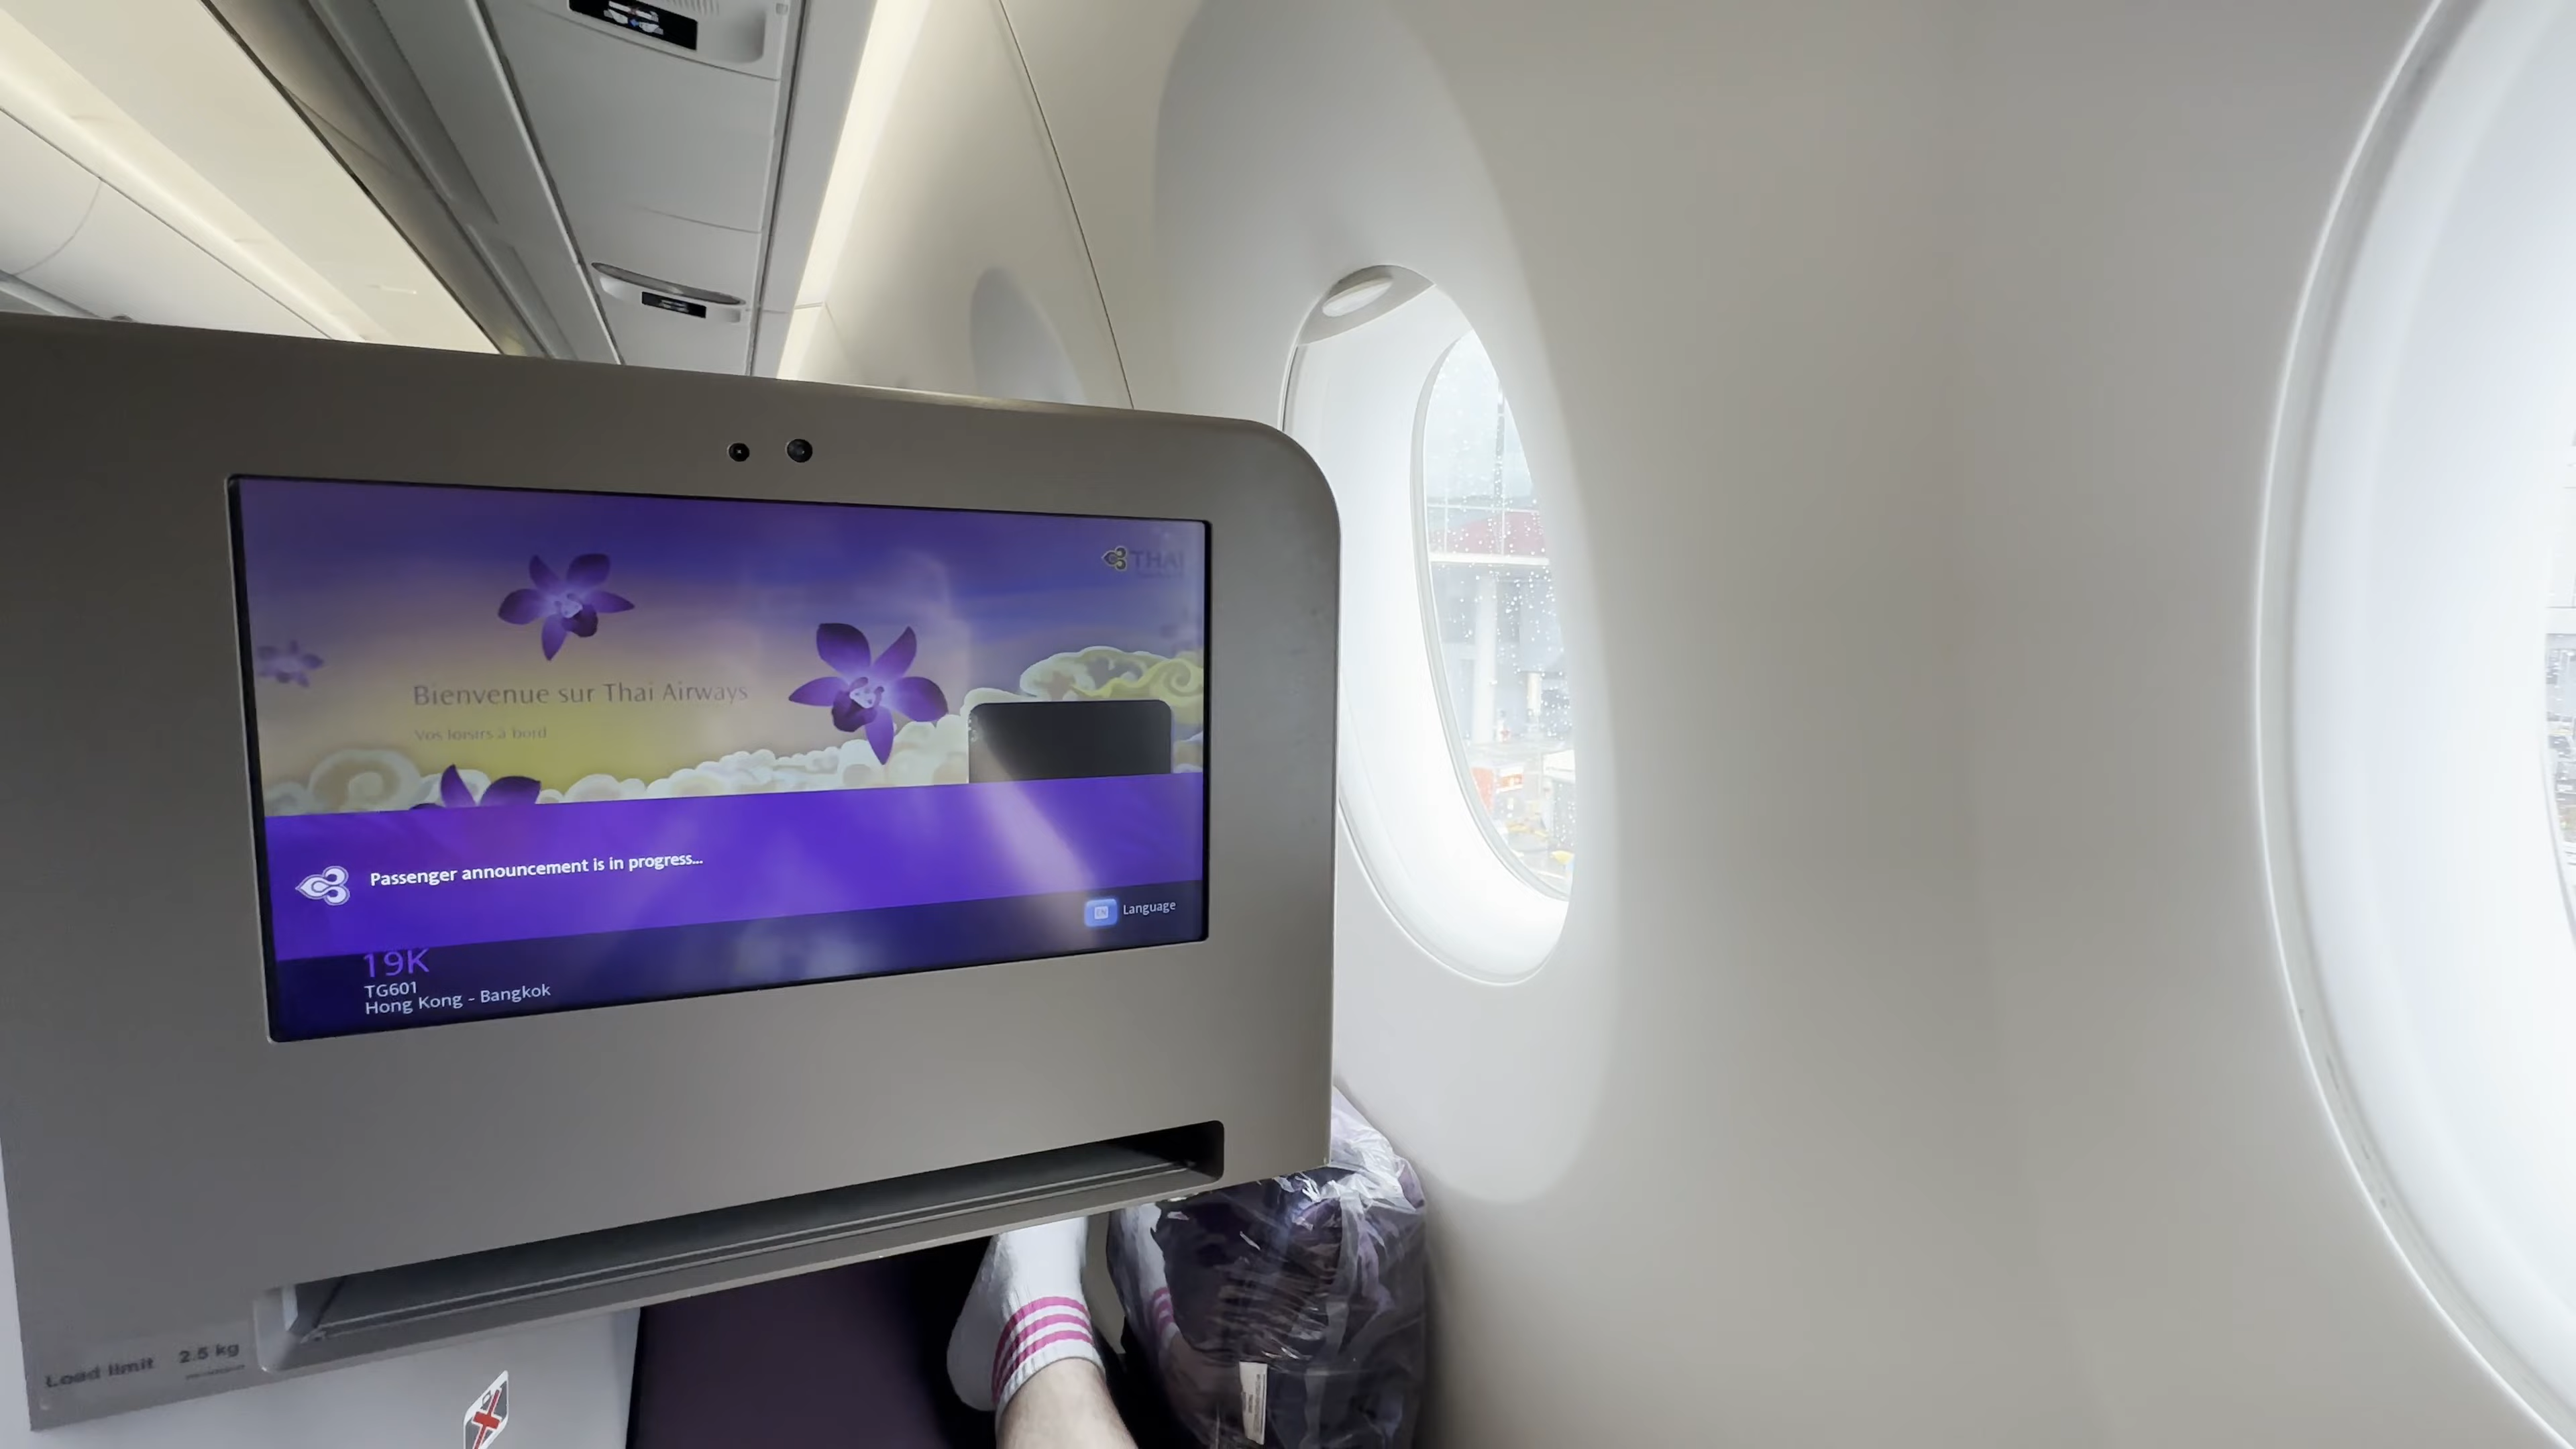 THAI
Bienvenue sur Thai Airways
Vos loisirs à bord
Passenger announcement is in progress...
EN Language
19K
TG601
Hong Kong - Bangkok
Load limit 2.5 kg